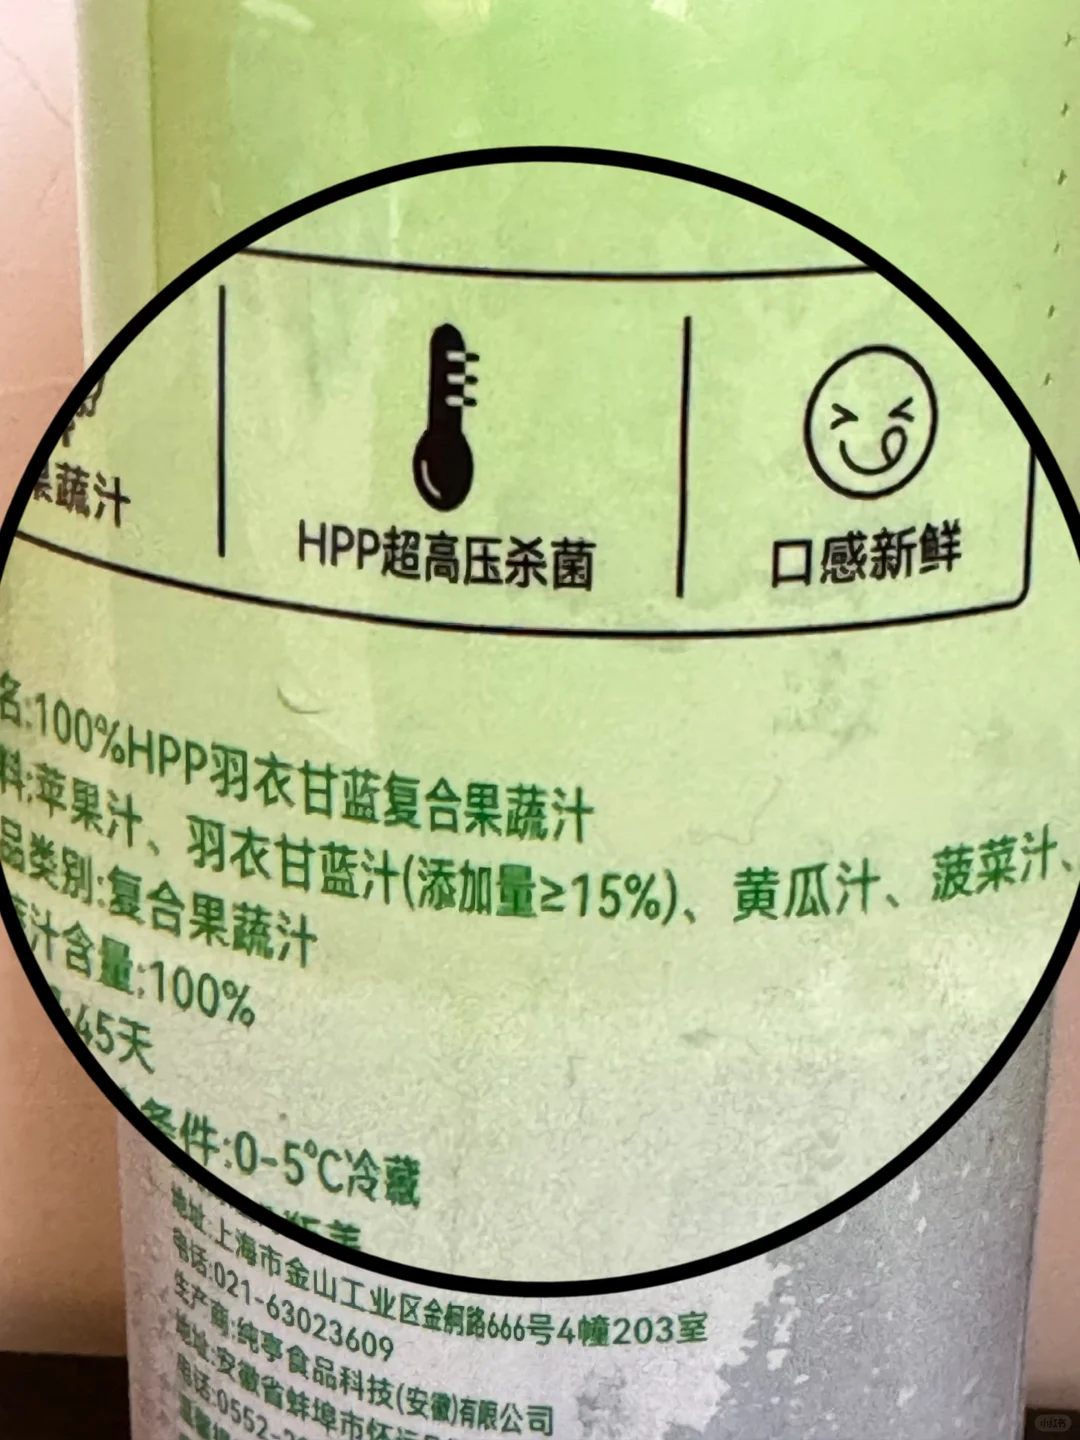 果蔬汁
HPP超高压杀菌
口感新鲜
名:100%HPP羽衣甘蓝复合果蔬汁
料:苹果汁、羽衣甘蓝汁(添加量≥15%)、黄瓜汁、菠菜汁、
品类别:复合果蔬汁
蔬汁含量:100%
:45天
条件:0-5℃冷藏
地址:上海市金山工业区金舸路666号4幢203室
电话:021-63023609
生产商:纯亭食品科技(安徽)有限公司
地址:安徽省蚌埠市怀远
电话:0552-2
小红书